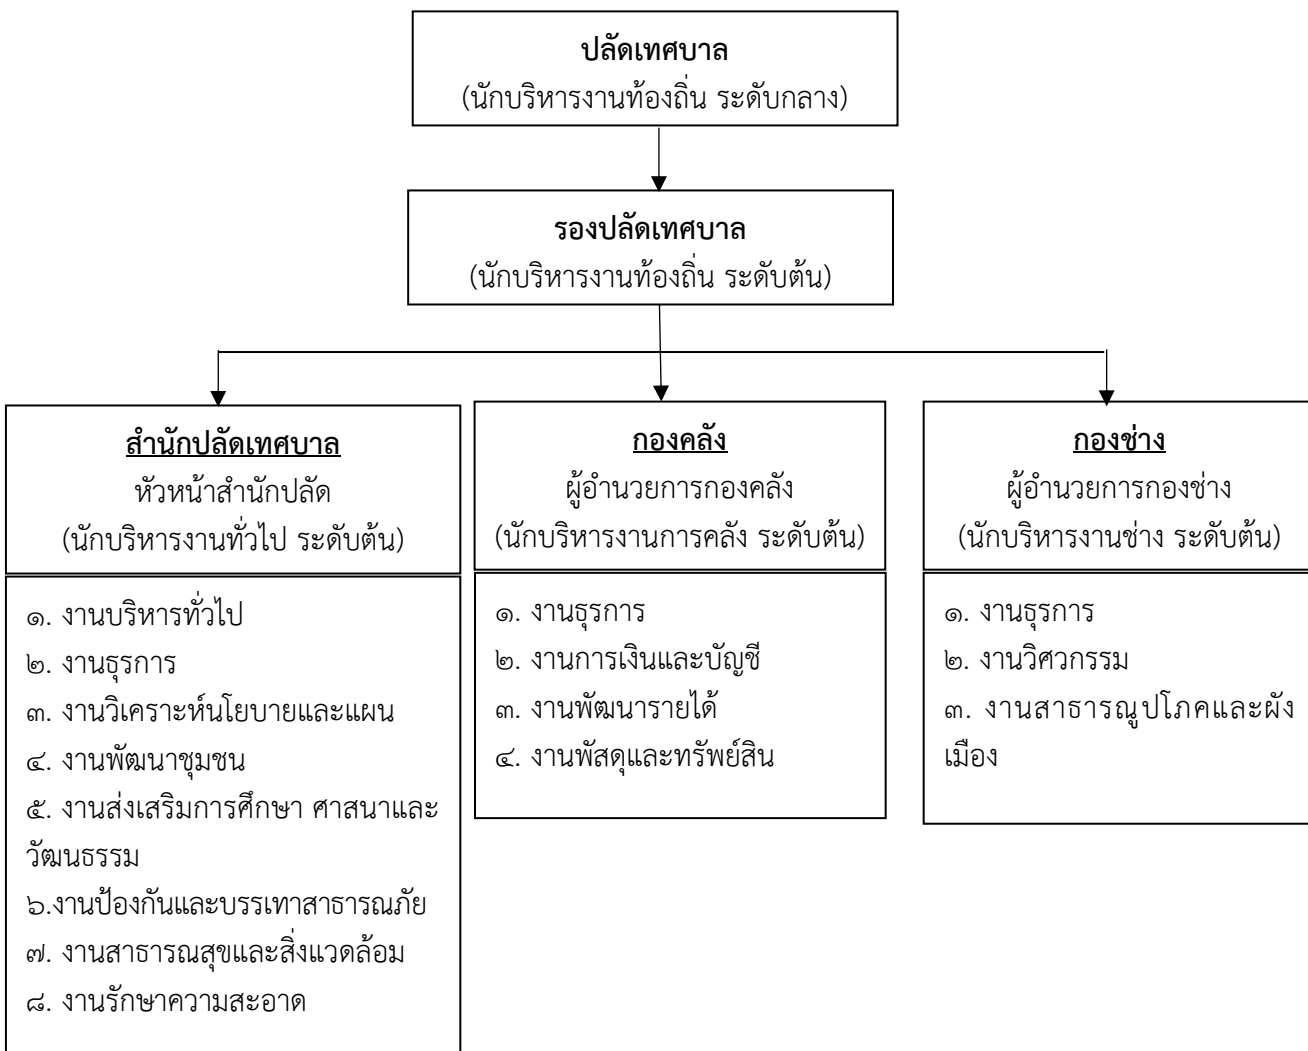 ปลัดเทศบาล
(นักบริหารงานท้องถิ่น ระดับกลาง)
รองปลัดเทศบาล
(นักบริหารงานท้องถิ่น ระดับต้น)
สำนักปลัดเทศบาล
หัวหน้าสำนักปลัด
(นักบริหารงานทั่วไป ระดับต้น)
๑. งานบริหารทั่วไป
๒. งานธุรการ
๓. งานวิเคราะห์นโยบายและแผน
๔. งานพัฒนาชุมชน
๕. งานส่งเสริมการศึกษา ศาสนาและ
วัฒนธรรม
๖.งานป้องกันและบรรเทาสาธารณภัย
๗. งานสาธารณสุขและสิ่งแวดล้อม
๘. งานรักษาความสะอาด
กองคลัง
ผู้อำนวยการกองคลัง
(นักบริหารงานการคลัง ระดับต้น)
๑. งานธุรการ
๒. งานการเงินและบัญชี
๓. งานพัฒนารายได้
๔. งานพัสดุและทรัพย์สิน
กองช่าง
ผู้อำนวยการกองช่าง
(นักบริหารงานช่าง ระดับต้น)
๑. งานธุรการ
๒. งานวิศวกรรม
๓. งานสาธารณูปโภคและผัง
เมือง